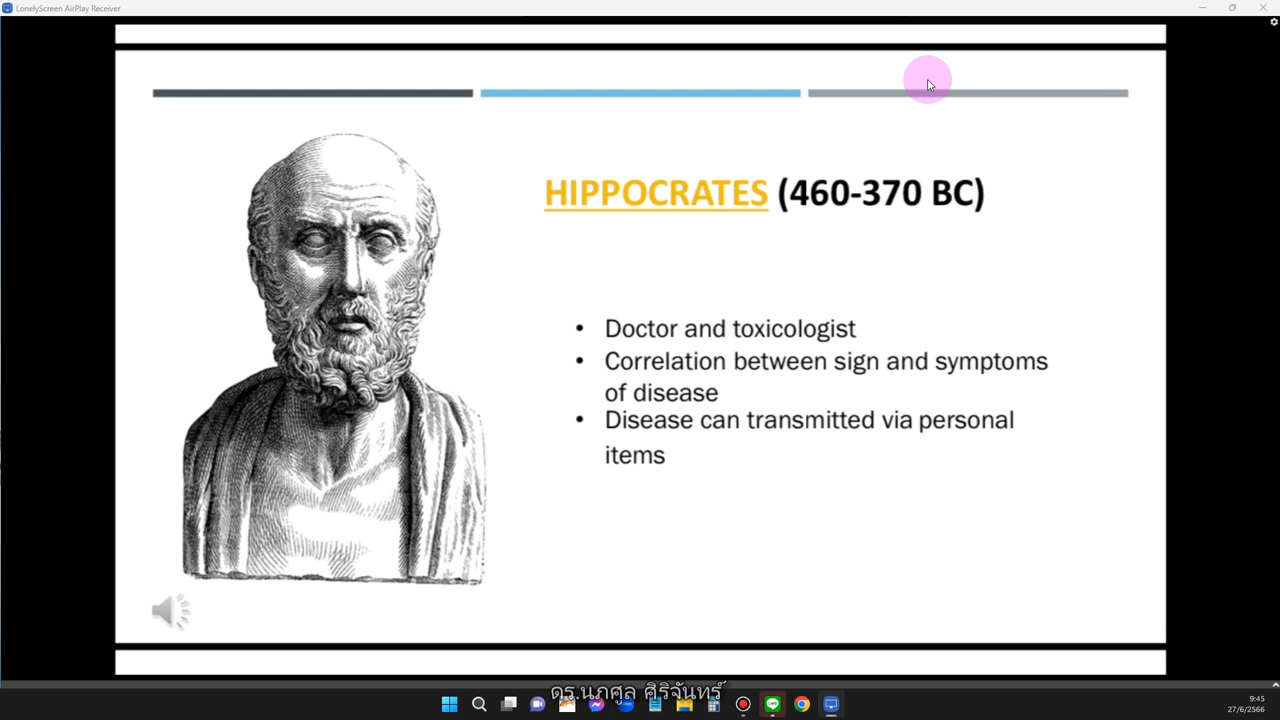 LonelyScreen AirPlay Receiver
HIPPOCRATES (460-370 BC)
• Doctor and toxicologist
• Correlation between sign and symptoms
of disease
• Disease can transmitted via personal
items
ดร.นภศูล ศิริจันทร์
9:45
27/6/2566